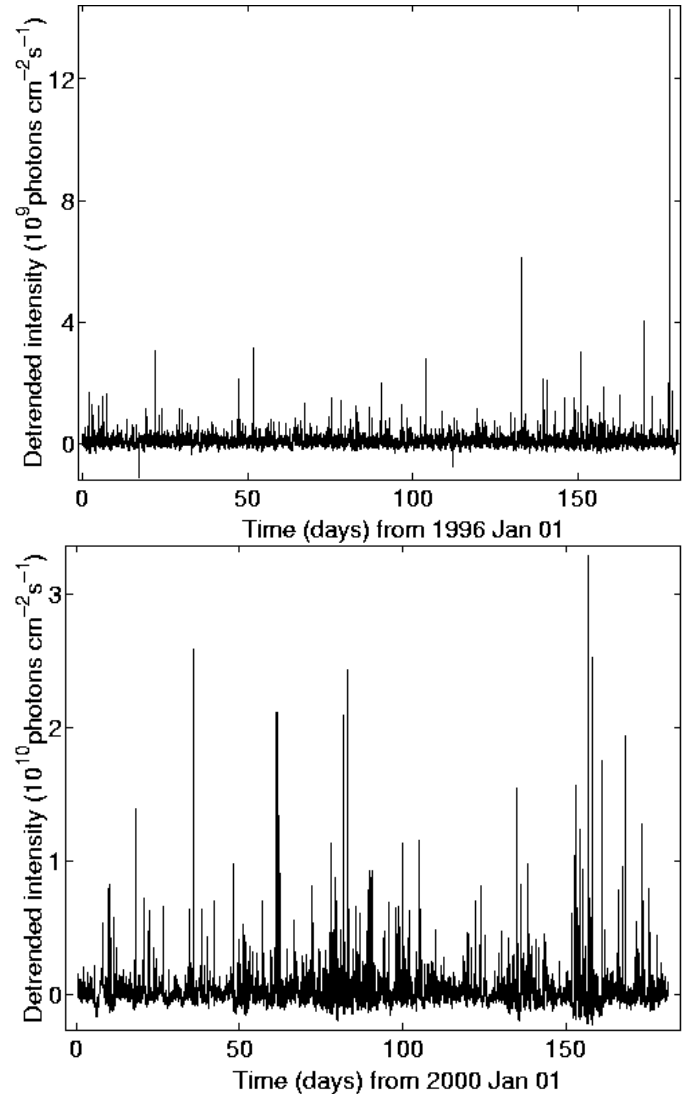 Detrended intensity (10⁹photons cm⁻²s⁻¹)
12
8
4
0
0 50 100 150
Time (days) from 1996 Jan 01
Detrended intensity (10¹⁰photons cm⁻²s⁻¹)
3
2
1
0
0 50 100 150
Time (days) from 2000 Jan 01